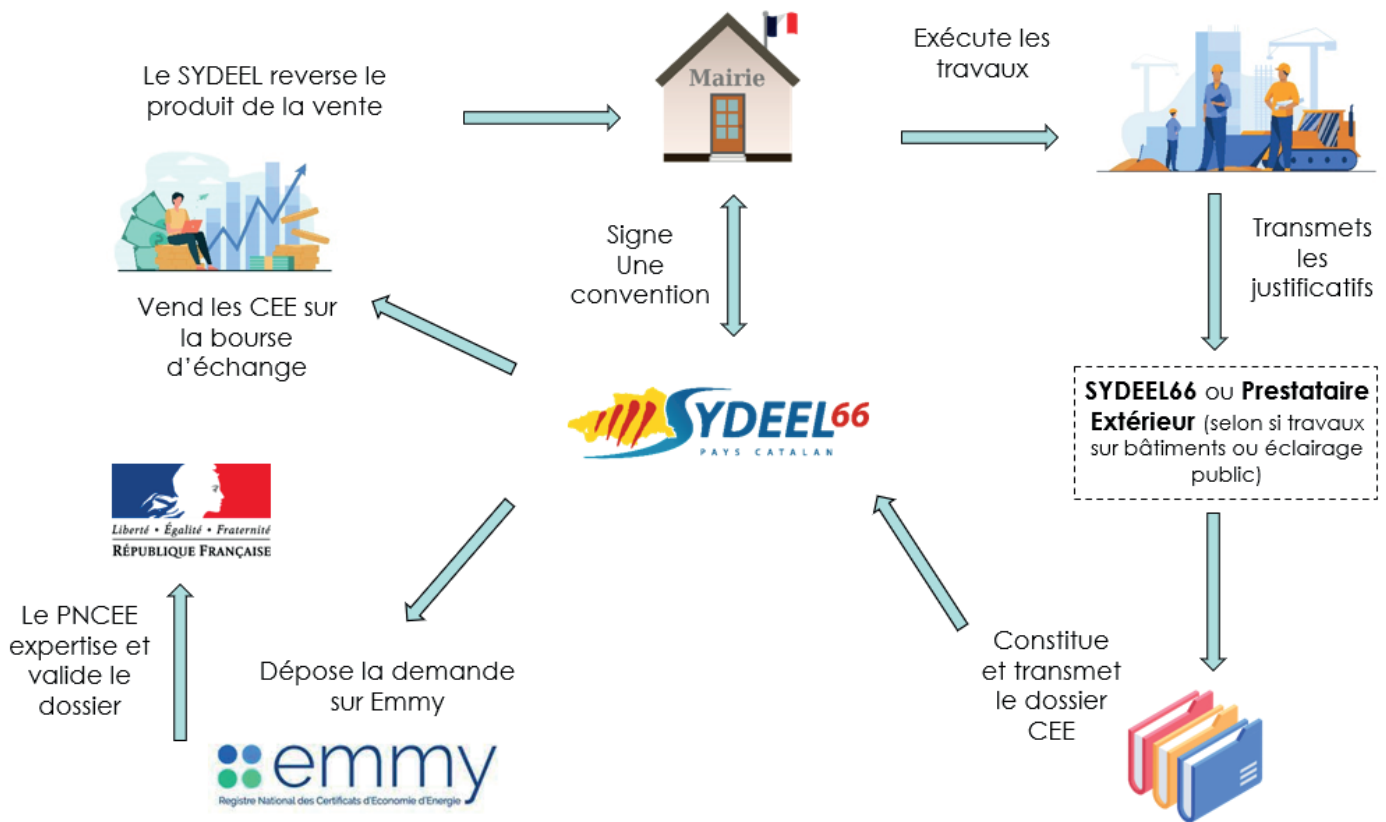 Le SYDEEL reverse le
produit de la vente
Mairie
Exécute les
travaux
Signe
Une
convention
Transmets
les
justificatifs
Vend les CEE sur
la bourse
d’échange
SYDEEL66 ou Prestataire
Extérieur (selon si travaux
sur bâtiments ou éclairage
public)
SYDEEL66
PAYS CATALAN
Liberté • Égalité • Fraternité
RÉPUBLIQUE FRANÇAISE
Le PNCEE
expertise et
valide le
dossier
Dépose la demande
sur Emmy
Constitue
et transmet
le dossier
CEE
emmy
Registre National des Certificats d'Economie d'Energie